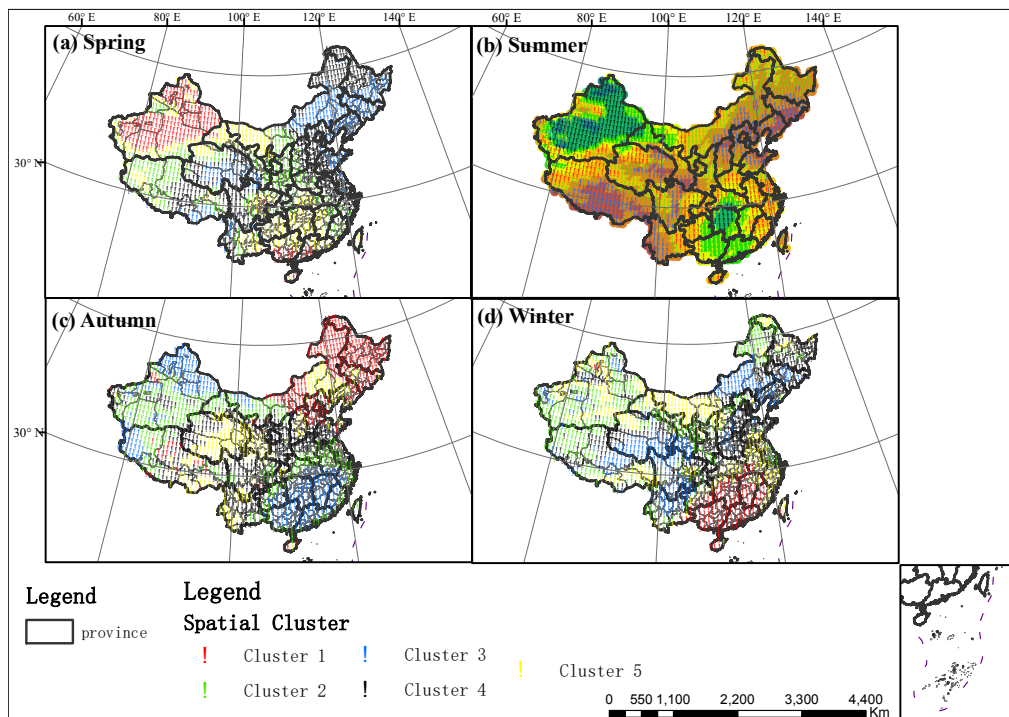 60° E 80° E 100° E 120° E 140° E 60° E 80° E 100° E 120° E 140° E
(a) Spring
(b) Summer
30° N
(c) Autumn
(d) Winter
30° N
Legend
province
Legend
Spatial Cluster
! Cluster 1
! Cluster 3
! Cluster 5
! Cluster 2
! Cluster 4
0 550 1,100 2,200 3,300 4,400
Km